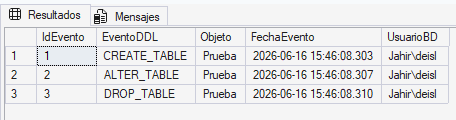 Resultados Mensajes
IdEvento EventoDDL Objeto FechaEvento UsuarioBD
1 1 CREATE_TABLE Prueba 2026-06-16 15:46:08.303 Jahir\deisl
2 2 ALTER_TABLE Prueba 2026-06-16 15:46:08.307 Jahir\deisl
3 3 DROP_TABLE Prueba 2026-06-16 15:46:08.310 Jahir\deisl